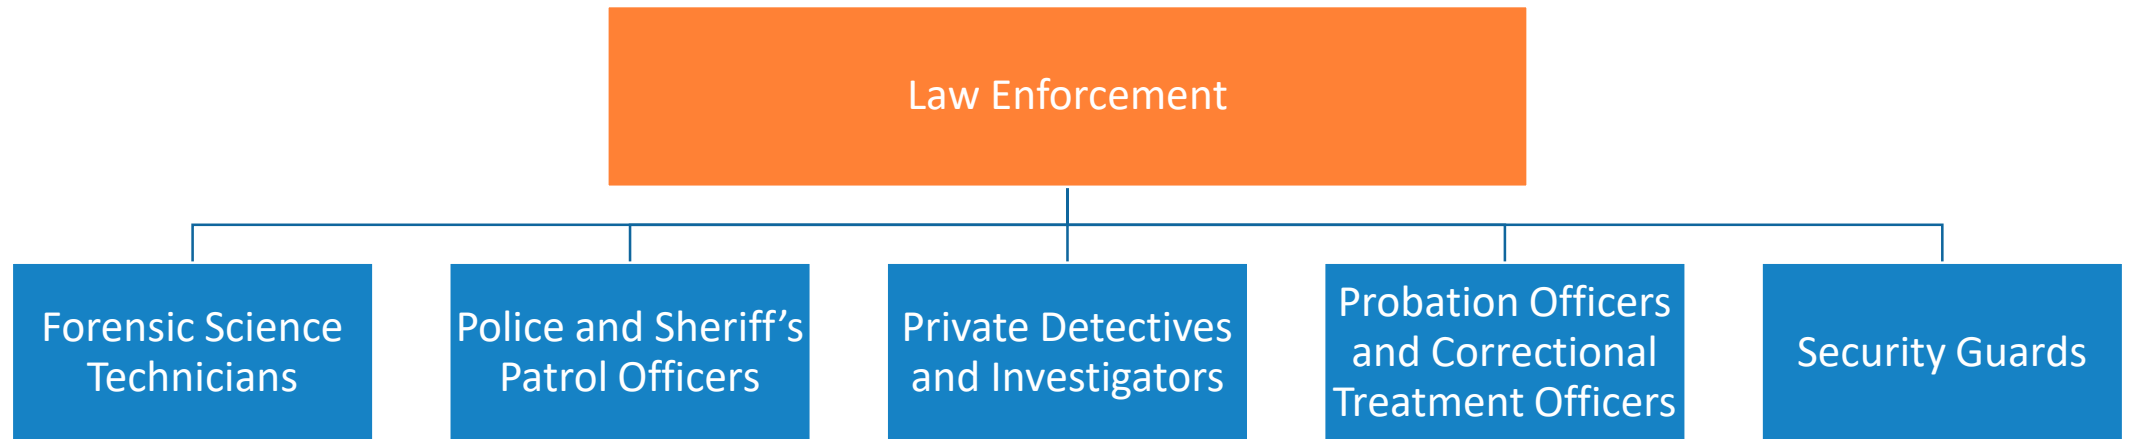 Law Enforcement
Forensic Science
Technicians
Police and Sheriff’s
Patrol Officers
Private Detectives
and Investigators
Probation Officers
and Correctional
Treatment Officers
Security Guards